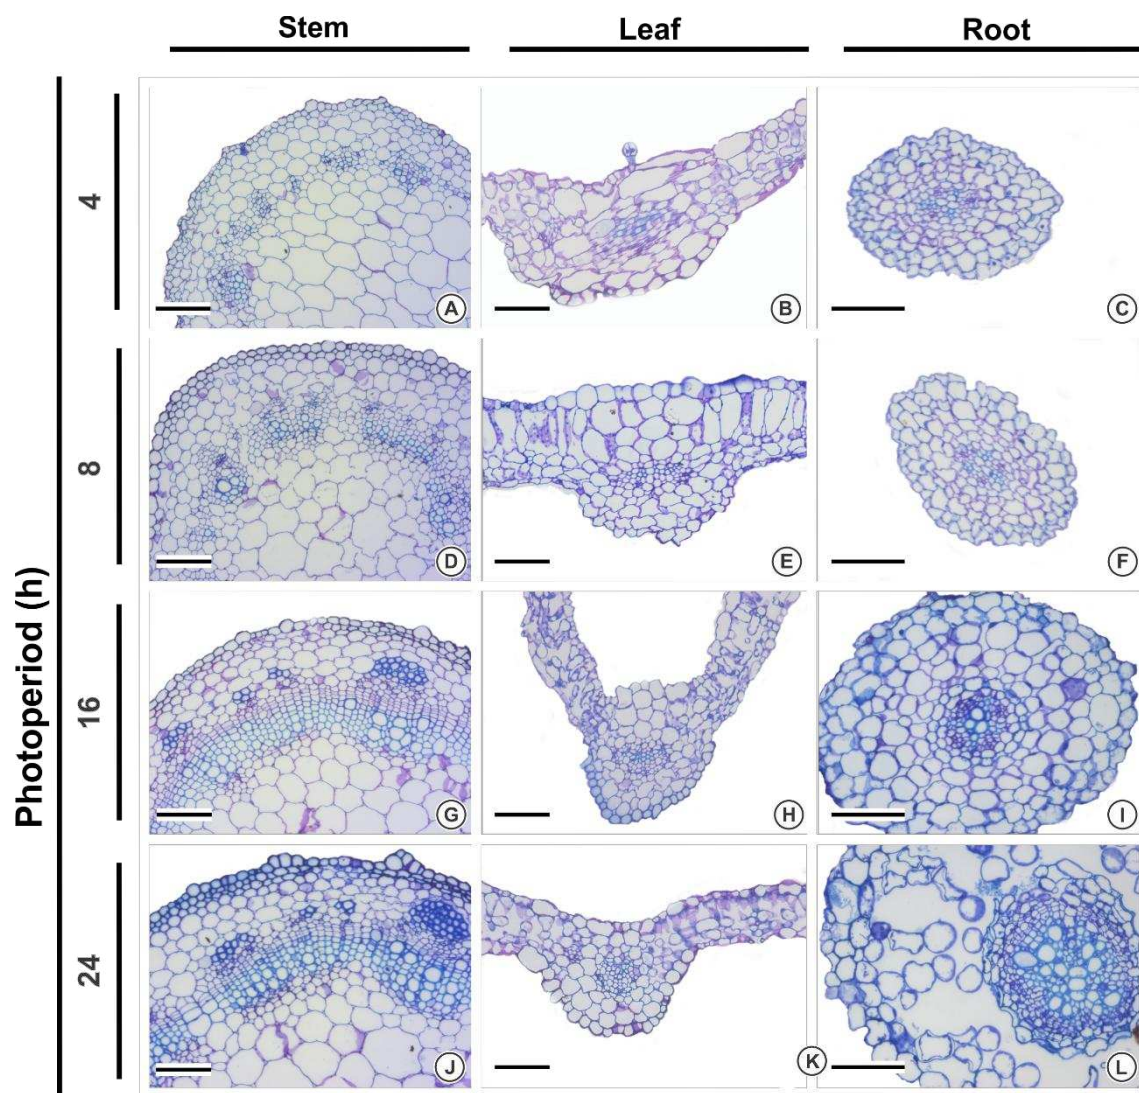 Stem Leaf Root
Photoperiod (h)
4
A B C
8
D E F
16
G H I
24
J K L